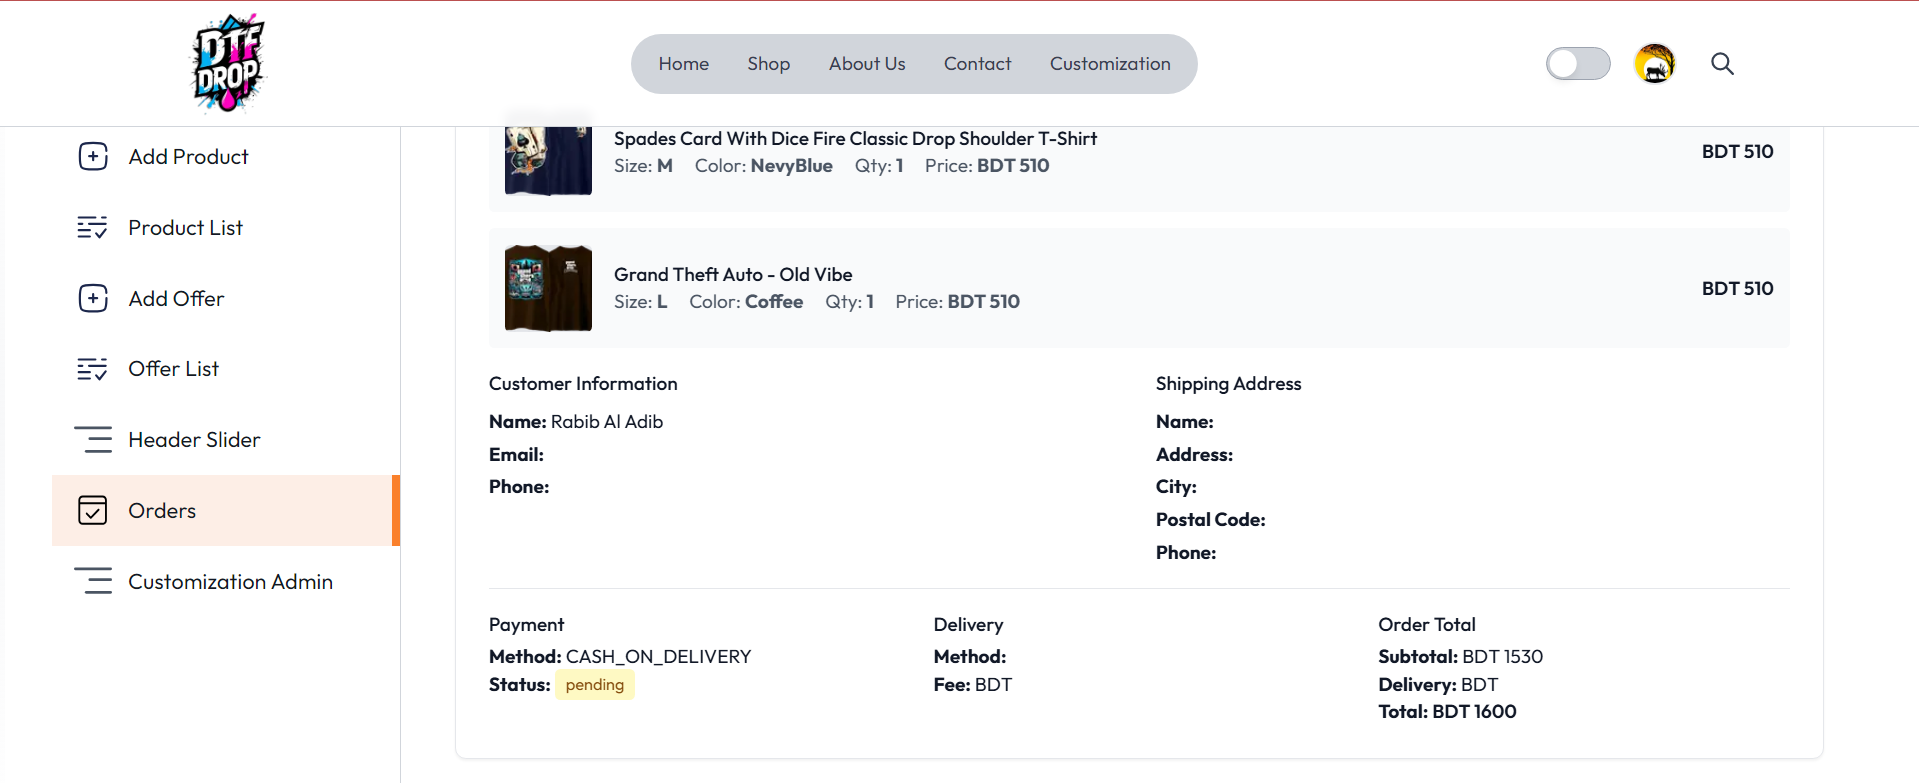 DTF
DROP
Home
Shop
About Us
Contact
Customization
Add Product
Product List
Add Offer
Offer List
Header Slider
Orders
Customization Admin
Spades Card With Dice Fire Classic Drop Shoulder T-Shirt
Size: M Color: NevyBlue Qty: 1 Price: BDT 510
BDT 510
Grand Theft Auto - Old Vibe
Size: L Color: Coffee Qty: 1 Price: BDT 510
BDT 510
Customer Information
Name: Rabib Al Adib
Email:
Phone:
Shipping Address
Name:
Address:
City:
Postal Code:
Phone:
Payment
Method: CASH_ON_DELIVERY
Status: pending
Delivery
Method:
Fee: BDT
Order Total
Subtotal: BDT 1530
Delivery: BDT
Total: BDT 1600